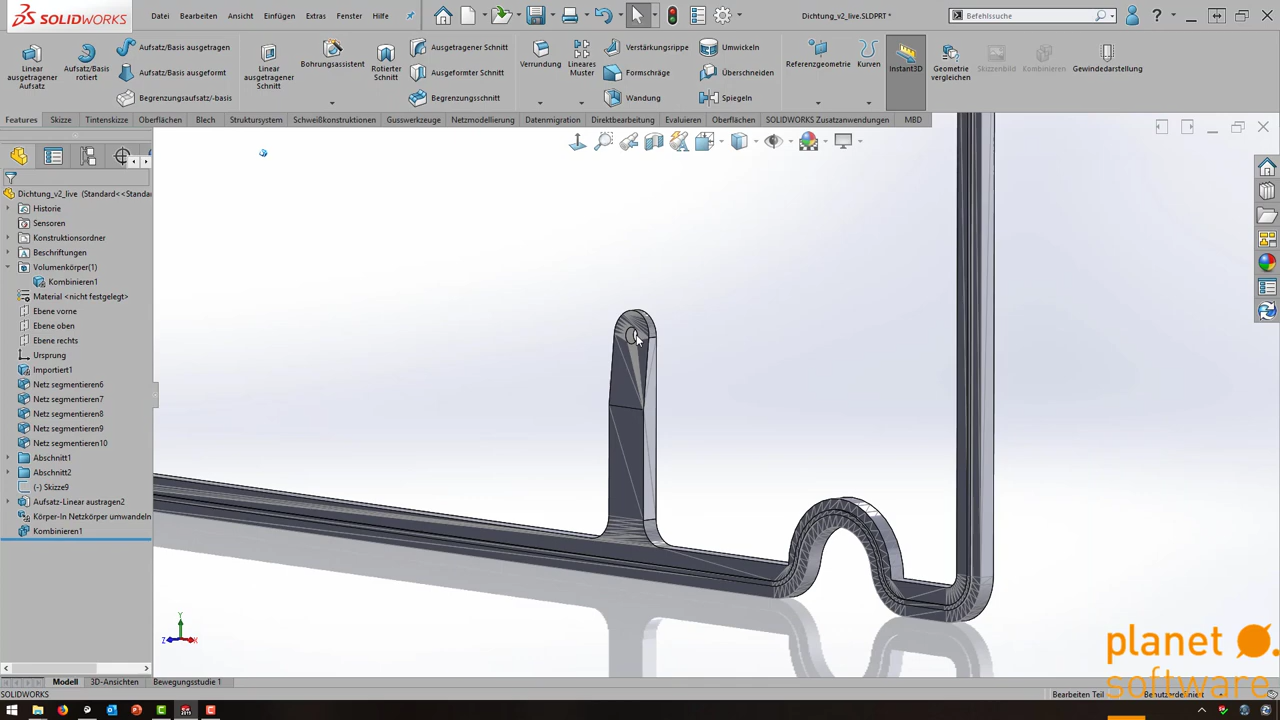 SOLIDWORKS
Datei Bearbeiten Ansicht Einfügen Extras Fenster Hilfe
Dichtung_v2_live.SLDPRT *
Befehlssuche
Linear ausgetragener Aufsatz
Aufsatz/Basis rotiert
Aufsatz/Basis ausgetragen
Aufsatz/Basis ausgeformt
Begrenzungsaufsatz/-basis
Linear ausgetragener Schnitt
Bohrungsassistent
Rotierter Schnitt
Ausgetragener Schnitt
Ausgeformter Schnitt
Begrenzungsschnitt
Verundung
Lineares Muster
Verstärkungsrippe
Formschräge
Wandung
Umwickeln
Überschneiden
Spiegeln
Referenzgeometrie
Kurven
Instant3D
Geometrie vergleichen
Skizzenbild
Kombinieren
Gewindedarstellung
Features Skizze Tintenskizze Oberflächen Blech Struktursystem Schweißkonstruktionen Gusswerkzeuge Netzmodellierung Datenmigration Direktbearbeitung Evaluieren Oberflächen SOLIDWORKS Zusatzanwendungen MBD
Dichtung_v2_live (Standard<<Standar
Historie
Sensoren
Konstruktionsordner
Beschriftungen
Volumenkörper(1)
Kombinieren1
Material <nicht festgelegt>
Ebene vorne
Ebene oben
Ebene rechts
Ursprung
Importiert1
Netz segmentieren6
Netz segmentieren7
Netz segmentieren8
Netz segmentieren9
Netz segmentieren10
Abschnitt1
Abschnitt2
(-) Skizze9
Aufsatz-Linear austragen2
Körper-In Netzkörper umwandeln
Kombinieren1
Y
Z X
planet
software
Modell 3D-Ansichten Bewegungsstudie 1
SOLIDWORKS
Bearbeiten Teil